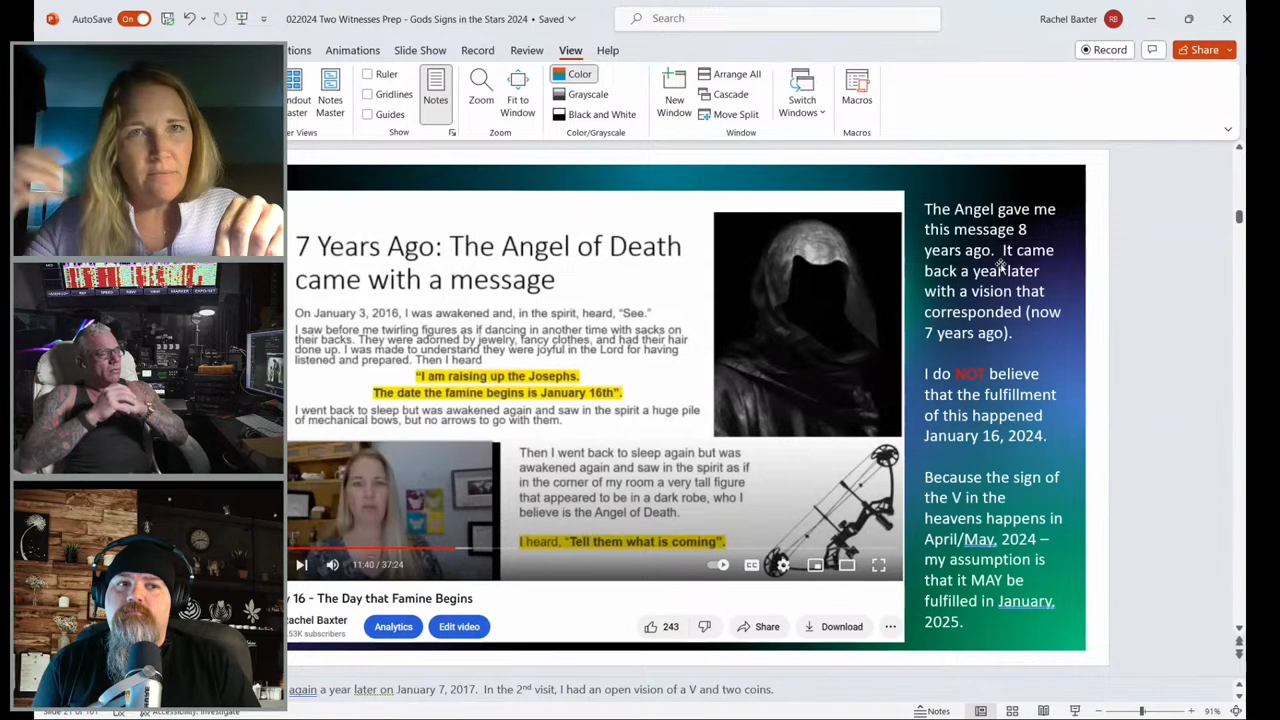 AutoSave
On
022024 Two Witnesses Prep - Gods Signs in the Stars 2024 • Saved
Search
Rachel Baxter
RB
tions
Animations
Slide Show
Record
Review
View
Help
Record
Share
ndout
aster
Notes
Master
Ruler
Gridlines
Guides
Notes
Zoom
Fit to
Window
Color
Grayscale
Black and White
New
Window
Arrange All
Cascade
Move Split
Switch
Windows
Macros
ter Views
Show
Zoom
Color/Grayscale
Window
Macros
7 Years Ago: The Angel of Death
came with a message
On January 3, 2016, I was awakened and, in the spirit, heard, “See.”
I saw before me twirling figures as if dancing in another time with sacks on
their backs. They were adorned by jewelry, fancy clothes, and had their hair
done up. I was made to understand they were joyful in the Lord for having
listened and prepared. Then I heard
“I am raising up the Josephs.
The date the famine begins is January 16th”.
I went back to sleep but was awakened again and saw in the spirit a huge pile
of mechanical bows, but no arrows to go with them.
Then I went back to sleep again but was
awakened again and saw in the spirit as if
in the corner of my room a very tall figure
that appeared to be in a dark robe, who I
believe is the Angel of Death.
I heard, “Tell them what is coming”.
11:40 / 37:24
CC
y 16 - The Day that Famine Begins
Rachel Baxter
53K subscribers
Analytics
Edit video
243
Share
Download
The Angel gave me
this message 8
years ago. It came
back a year later
with a vision that
corresponded (now
7 years ago).
I do NOT believe
that the fulfillment
of this happened
January 16, 2024.
Because the sign of
the V in the
heavens happens in
April/May, 2024 –
my assumption is
that it MAY be
fulfilled in January,
2025.
again a year later on January 7, 2017. In the 2nd visit, I had an open vision of a V and two coins.
Accessibility: Investigate
Notes
91%